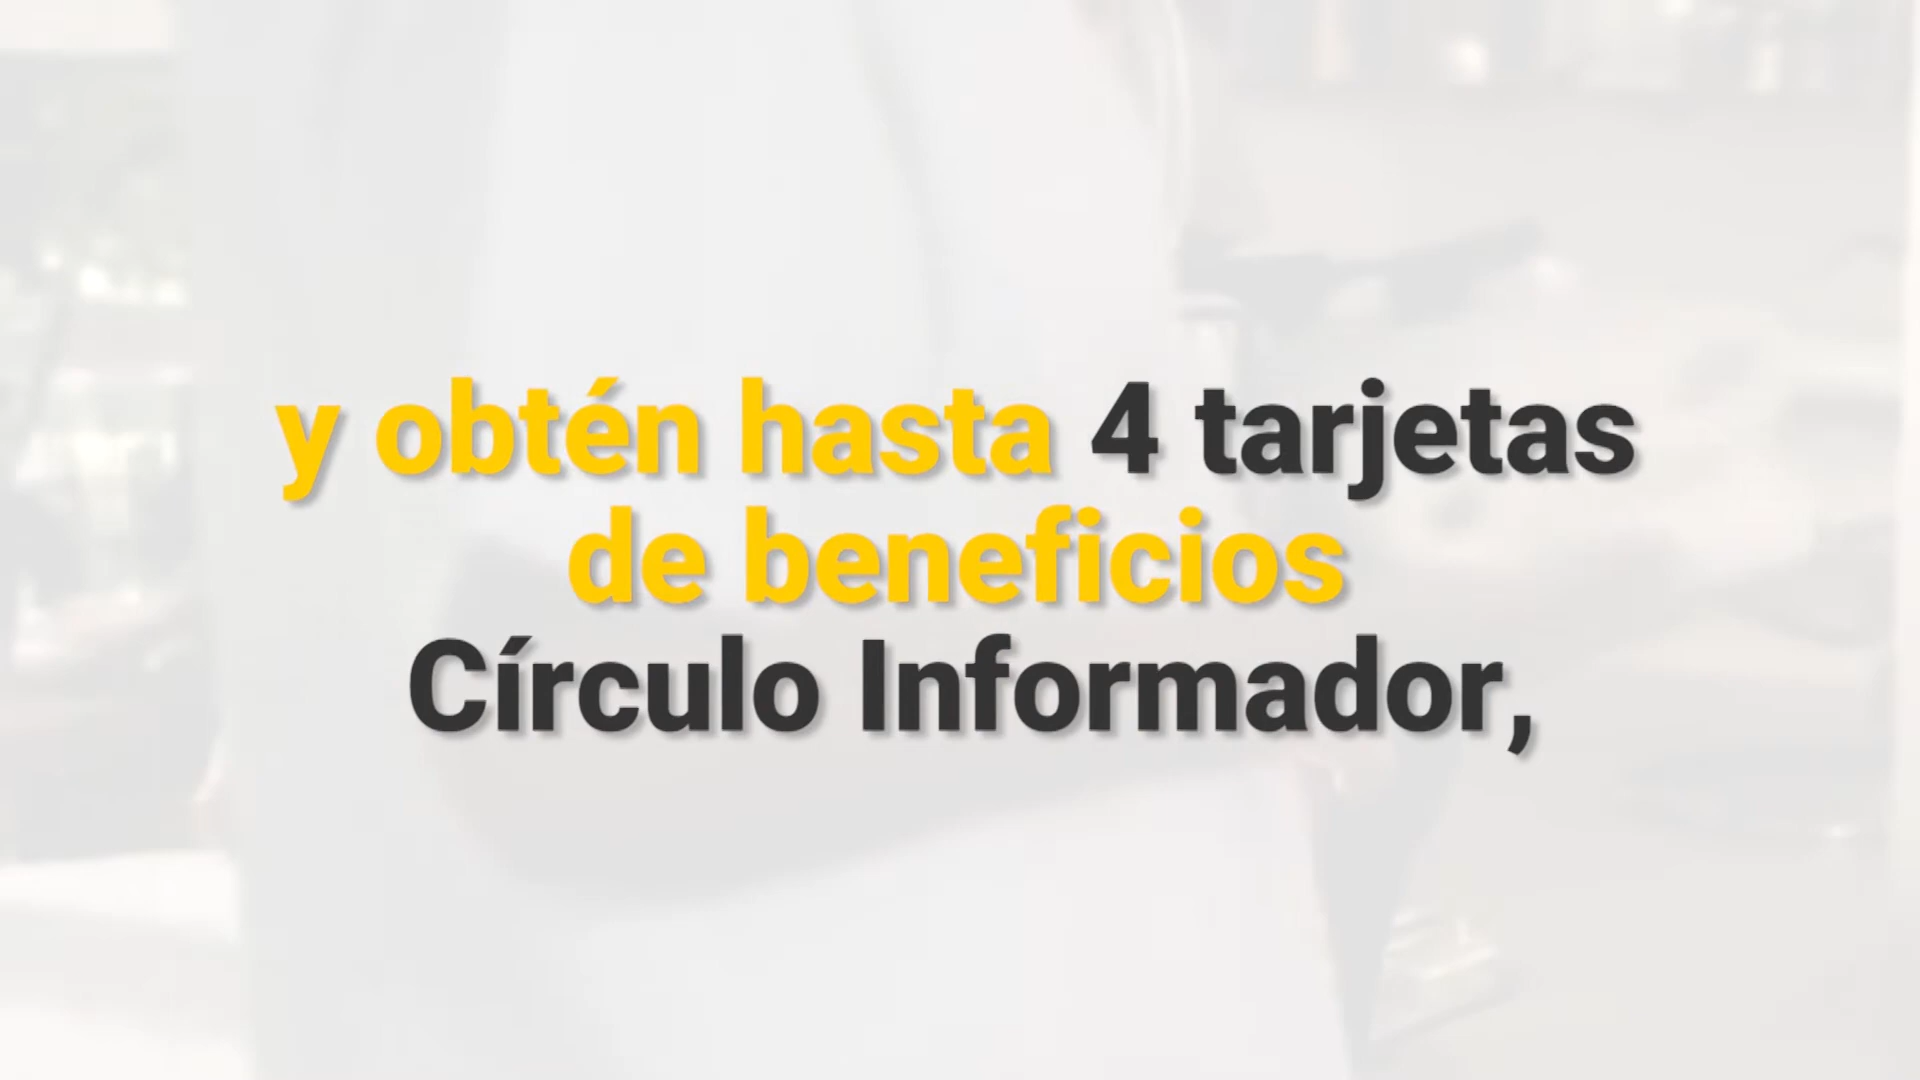 y obtén hasta 4 tarjetas
de beneficios
Círculo Informador,